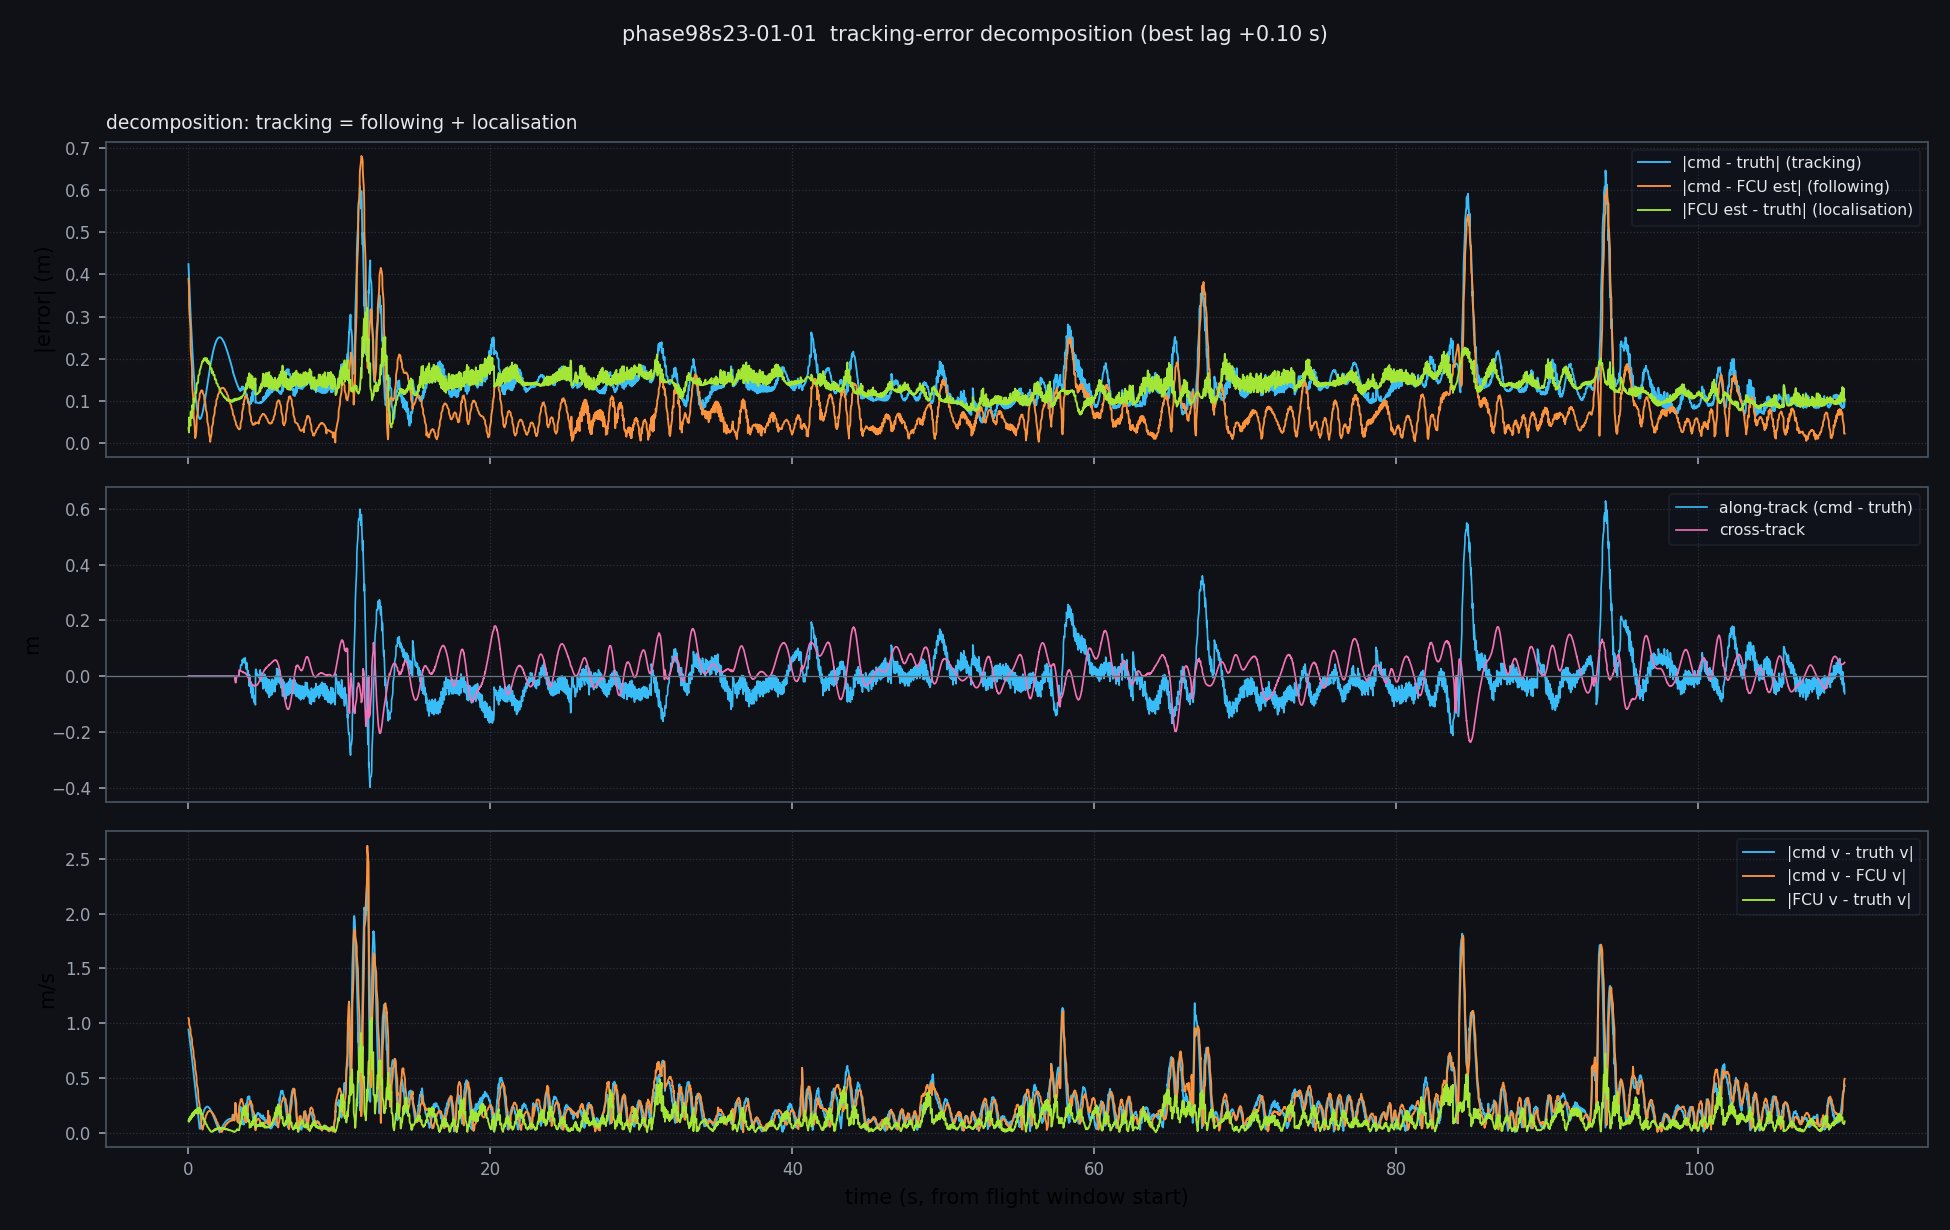 phase98s23-01-01  tracking-error decomposition (best lag +0.10 s)
decomposition: tracking = following + localisation
|error| (m)
0.7
0.6
0.5
0.4
0.3
0.2
0.1
0.0
|cmd - truth| (tracking)
|cmd - FCU est| (following)
|FCU est - truth| (localisation)
m
0.6
0.4
0.2
0.0
−0.2
−0.4
along-track (cmd - truth)
cross-track
m/s
2.5
2.0
1.5
1.0
0.5
0.0
|cmd v - truth v|
|cmd v - FCU v|
|FCU v - truth v|
0 20 40 60 80 100
time (s, from flight window start)